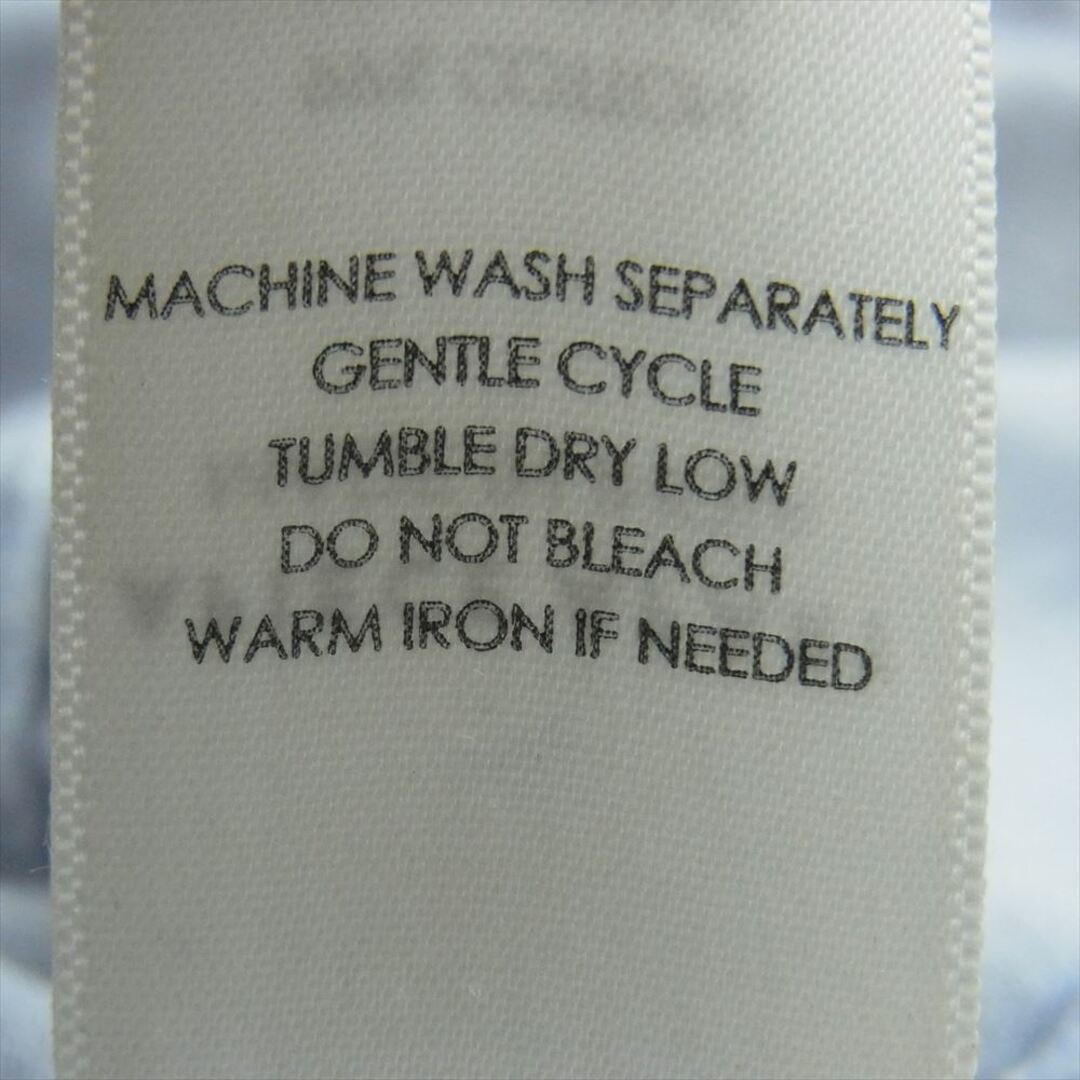 MACHINE WASH SEPARATELY
GENTLE CYCLE
TUMBLE DRY LOW
DO NOT BLEACH
WARM IRON IF NEEDED